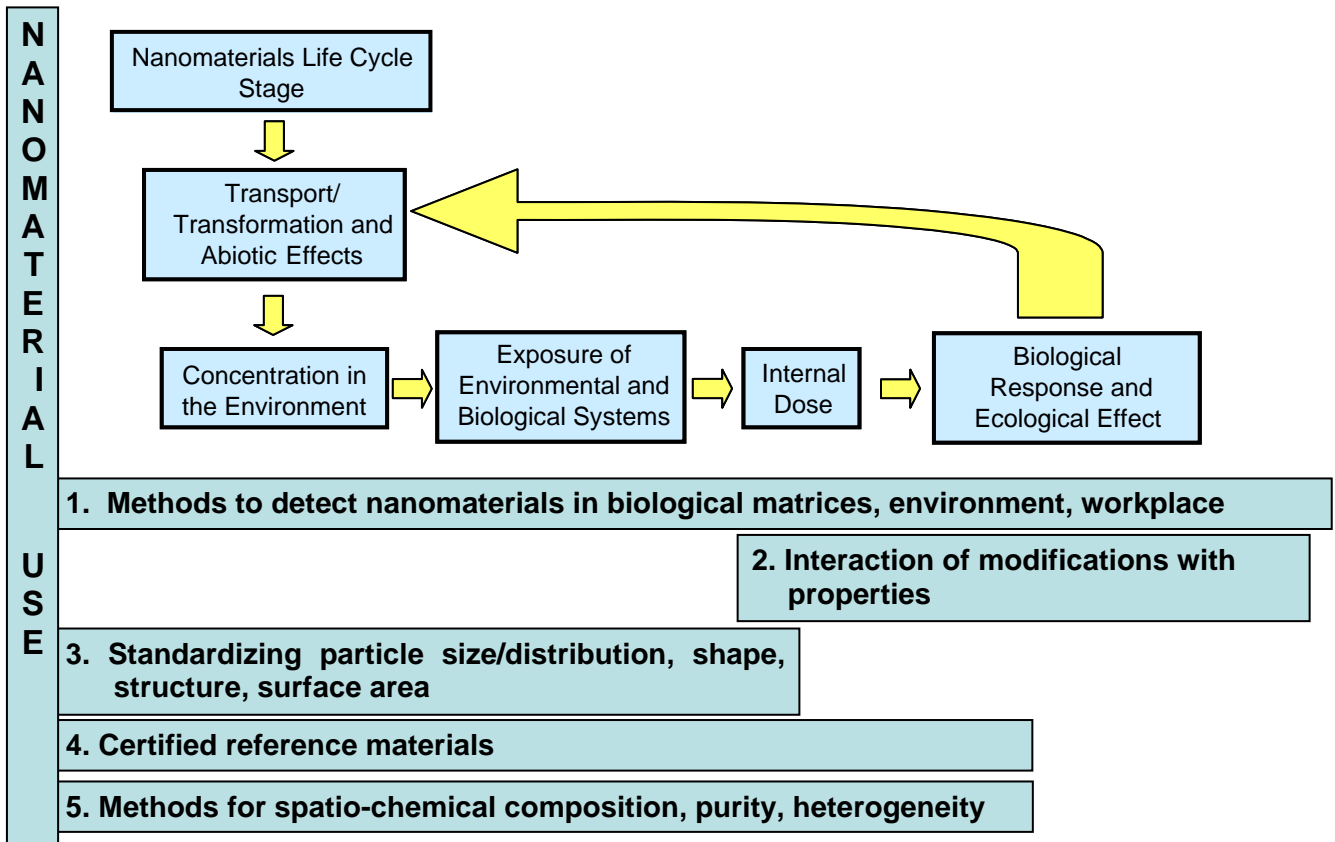 NANOMATERIAL USE
Nanomaterials Life Cycle
Stage
Transport/
Transformation and
Abiotic Effects
Concentration in
the Environment
Exposure of
Environmental and
Biological Systems
Internal
Dose
Biological
Response and
Ecological Effect
1. Methods to detect nanomaterials in biological matrices, environment, workplace
2. Interaction of modifications with
properties
3. Standardizing particle size/distribution, shape,
structure, surface area
4. Certified reference materials
5. Methods for spatio-chemical composition, purity, heterogeneity